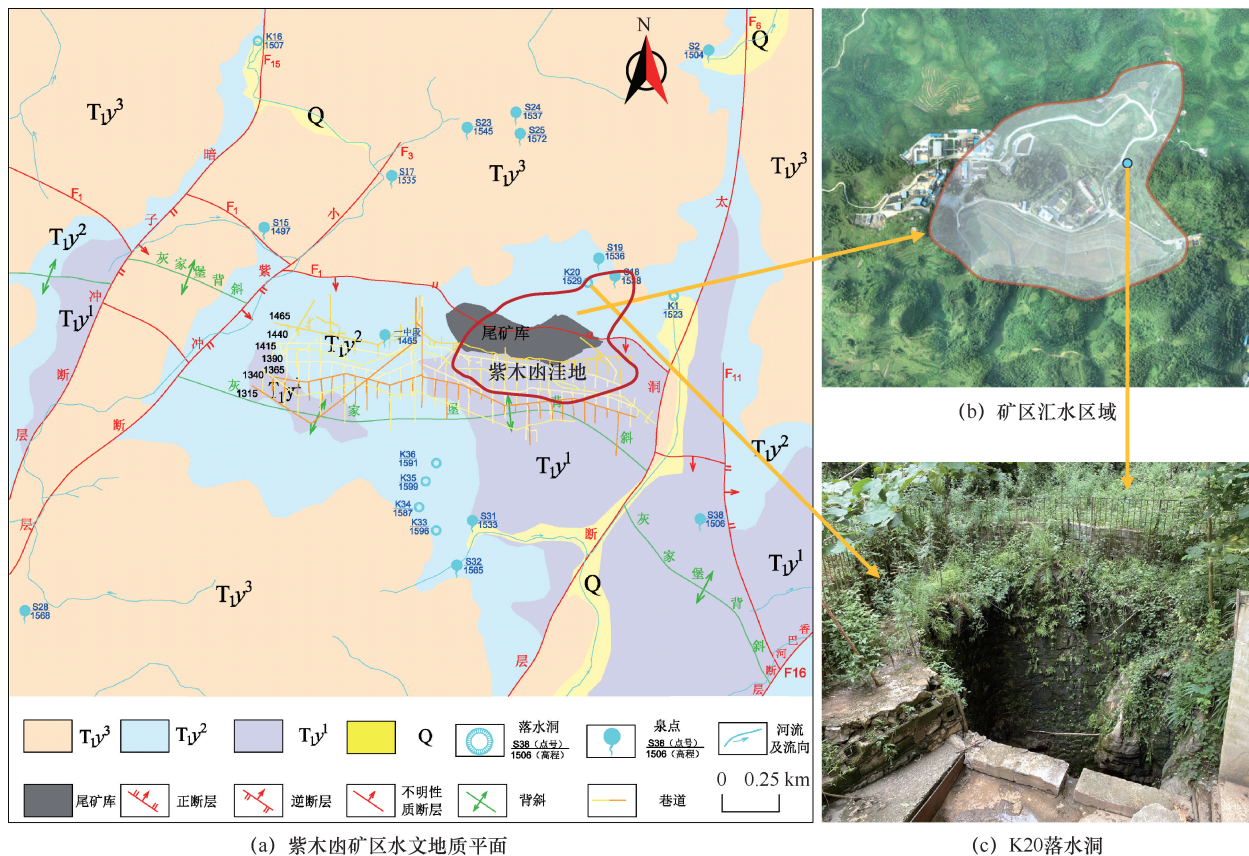 K16
1507
F15
N
F6
Q
S2
1504
T1y3
Q
S24
1537
S23
1545
S25
1572
F3
S17
1535
T1y3
T1y3
F1
暗
子
冲
断
层
F1
S15
1497
小
紫
冲
断
层
太
洞
断
层
T1y2
灰家堡背斜
F1
S19
1536
K20
1529
S18
1538
K1
1523
T1y1
1465
1440
1415
1390
1365
1340
1315
T1y2
二中段
1465
尾矿库
紫木凼洼地
T1y1
灰家堡背斜
F11
T1y2
K36
1591
K35
1599
K34
1587
K33
1596
T1y1
S31
1533
S38
1506
S32
1565
灰家堡背斜
T1y1
T1y3
Q
S28
1568
香巴河断层
F16
T1y3
T1y2
T1y1
Q
落水洞
S38(点号)
1506(高程)
泉点
S38(点号)
1506(高程)
河流
及流向
尾矿库
正断层
逆断层
不明性
质断层
背斜
巷道
0 0.25 km
(a) 紫木凼矿区水文地质平面
(b) 矿区汇水区域
(c) K20落水洞